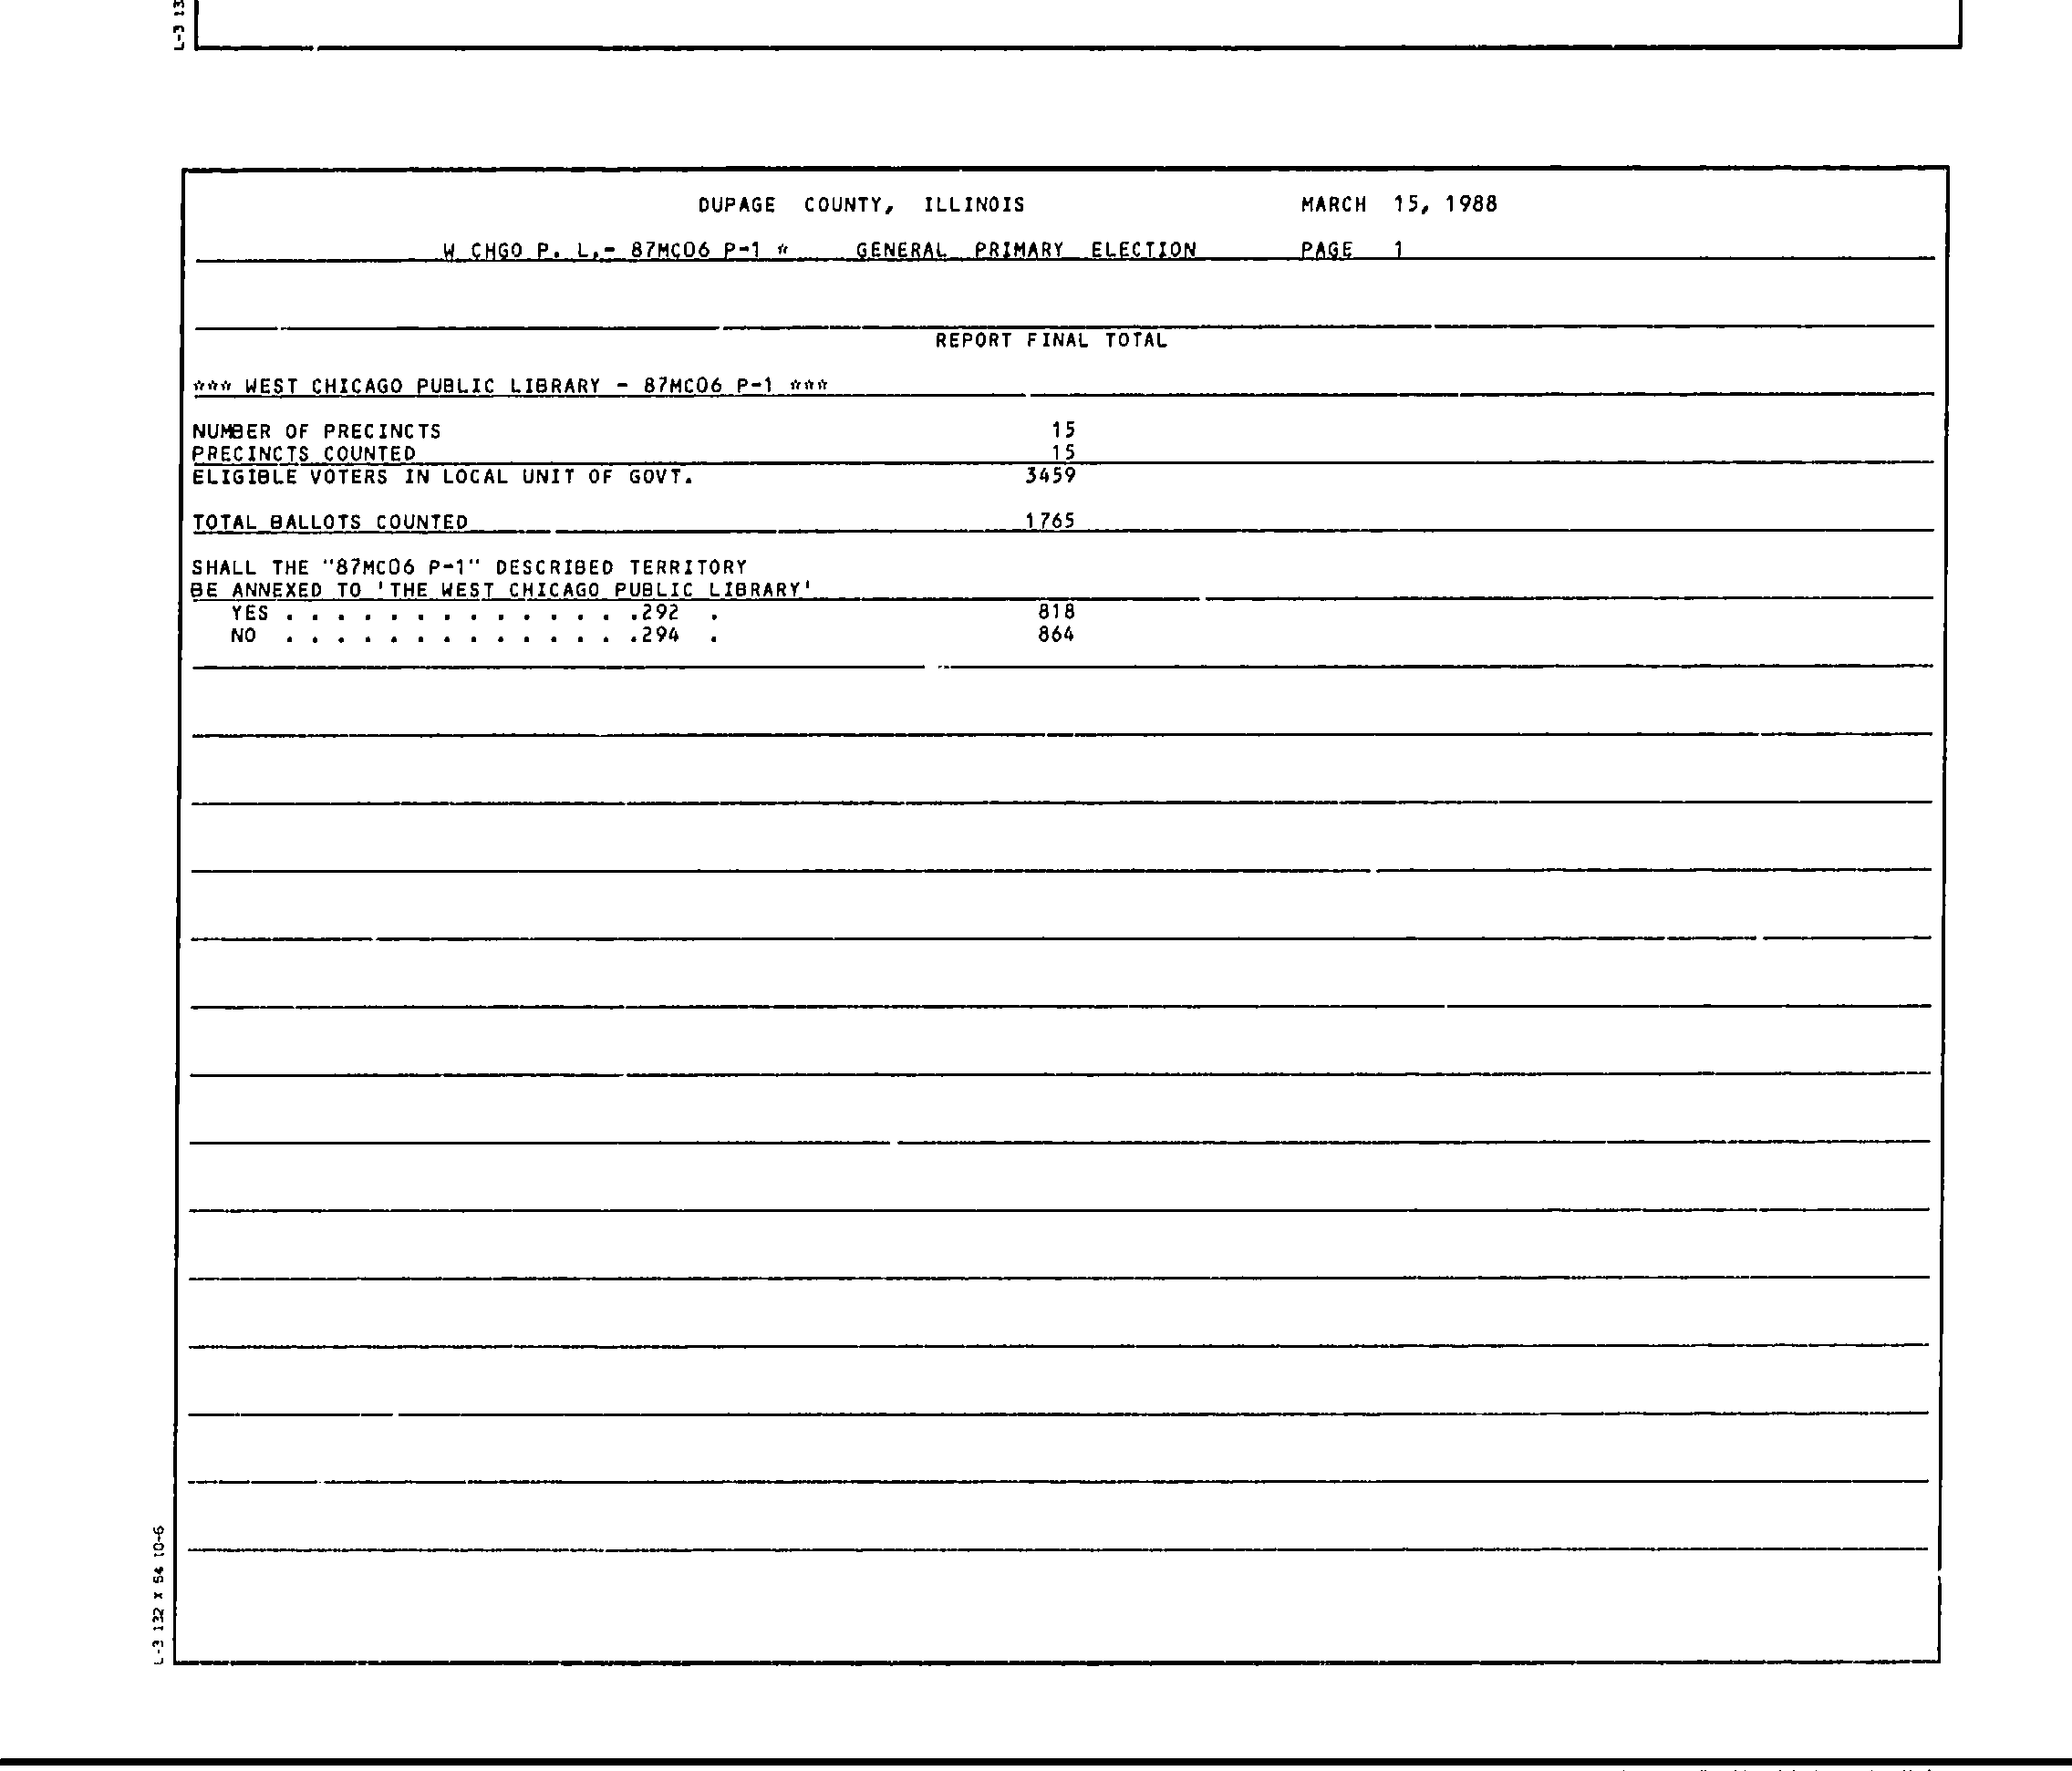 L-3 13
DUPAGE COUNTY, ILLINOIS MARCH 15, 1988
W CHGO P. L.- 87MC06 P-1 * GENERAL PRIMARY ELECTION PAGE 1
REPORT FINAL TOTAL
*** WEST CHICAGO PUBLIC LIBRARY - 87MC06 P-1 ***
NUMBER OF PRECINCTS 15
PRECINCTS COUNTED 15
ELIGIBLE VOTERS IN LOCAL UNIT OF GOVT. 3459
TOTAL BALLOTS COUNTED 1765
SHALL THE "87MC06 P-1" DESCRIBED TERRITORY
BE ANNEXED TO 'THE WEST CHICAGO PUBLIC LIBRARY'
YES . . . . . . . . . . . . . .292 . 818
NO . . . . . . . . . . . . . .294 . 864
L-3 132 X 54 10-6